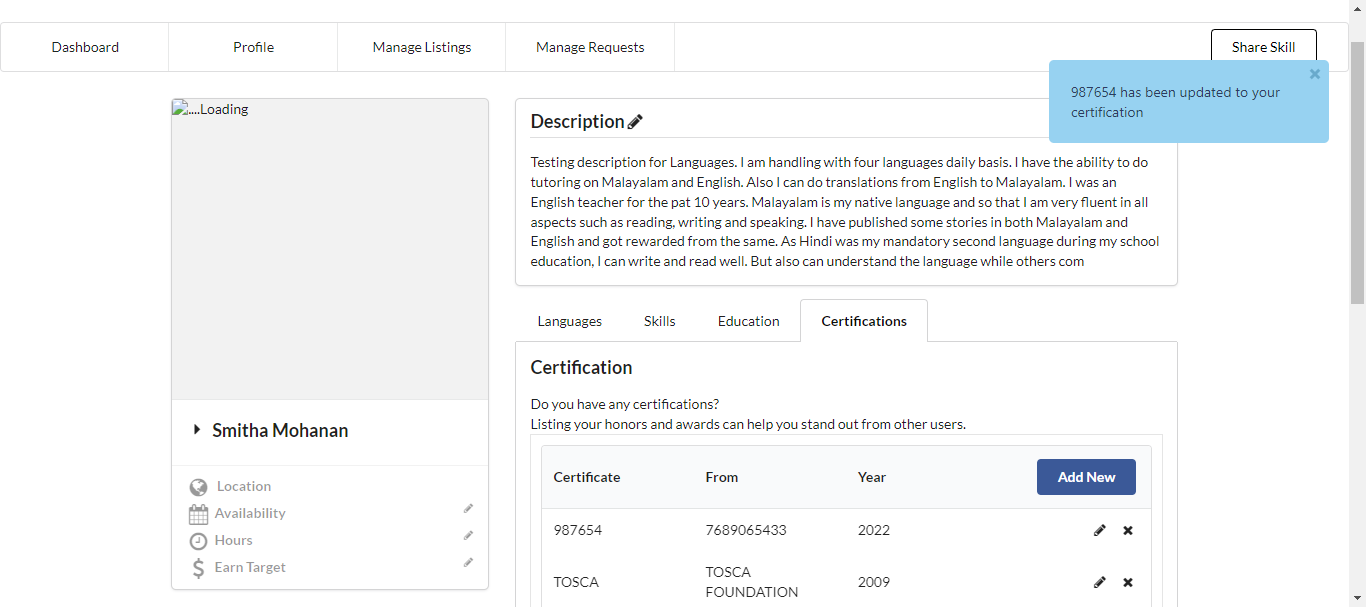 Dashboard
Profile
Manage Listings
Manage Requests
Share Skill
987654 has been updated to your
certification
....Loading
Description
Testing description for Languages. I am handling with four languages daily basis. I have the ability to do
tutoring on Malayalam and English. Also I can do translations from English to Malayalam. I was an
English teacher for the pat 10 years. Malayalam is my native language and so that I am very fluent in all
aspects such as reading, writing and speaking. I have published some stories in both Malayalam and
English and got rewarded from the same. As Hindi was my mandatory second language during my school
education, I can write and read well. But also can understand the language while others com
Smitha Mohanan
Location
Availability
Hours
Earn Target
Languages
Skills
Education
Certifications
Certification
Do you have any certifications?
Listing your honors and awards can help you stand out from other users.
Certificate
From
Year
Add New
987654
7689065433
2022
TOSCA
TOSCA
FOUNDATION
2009